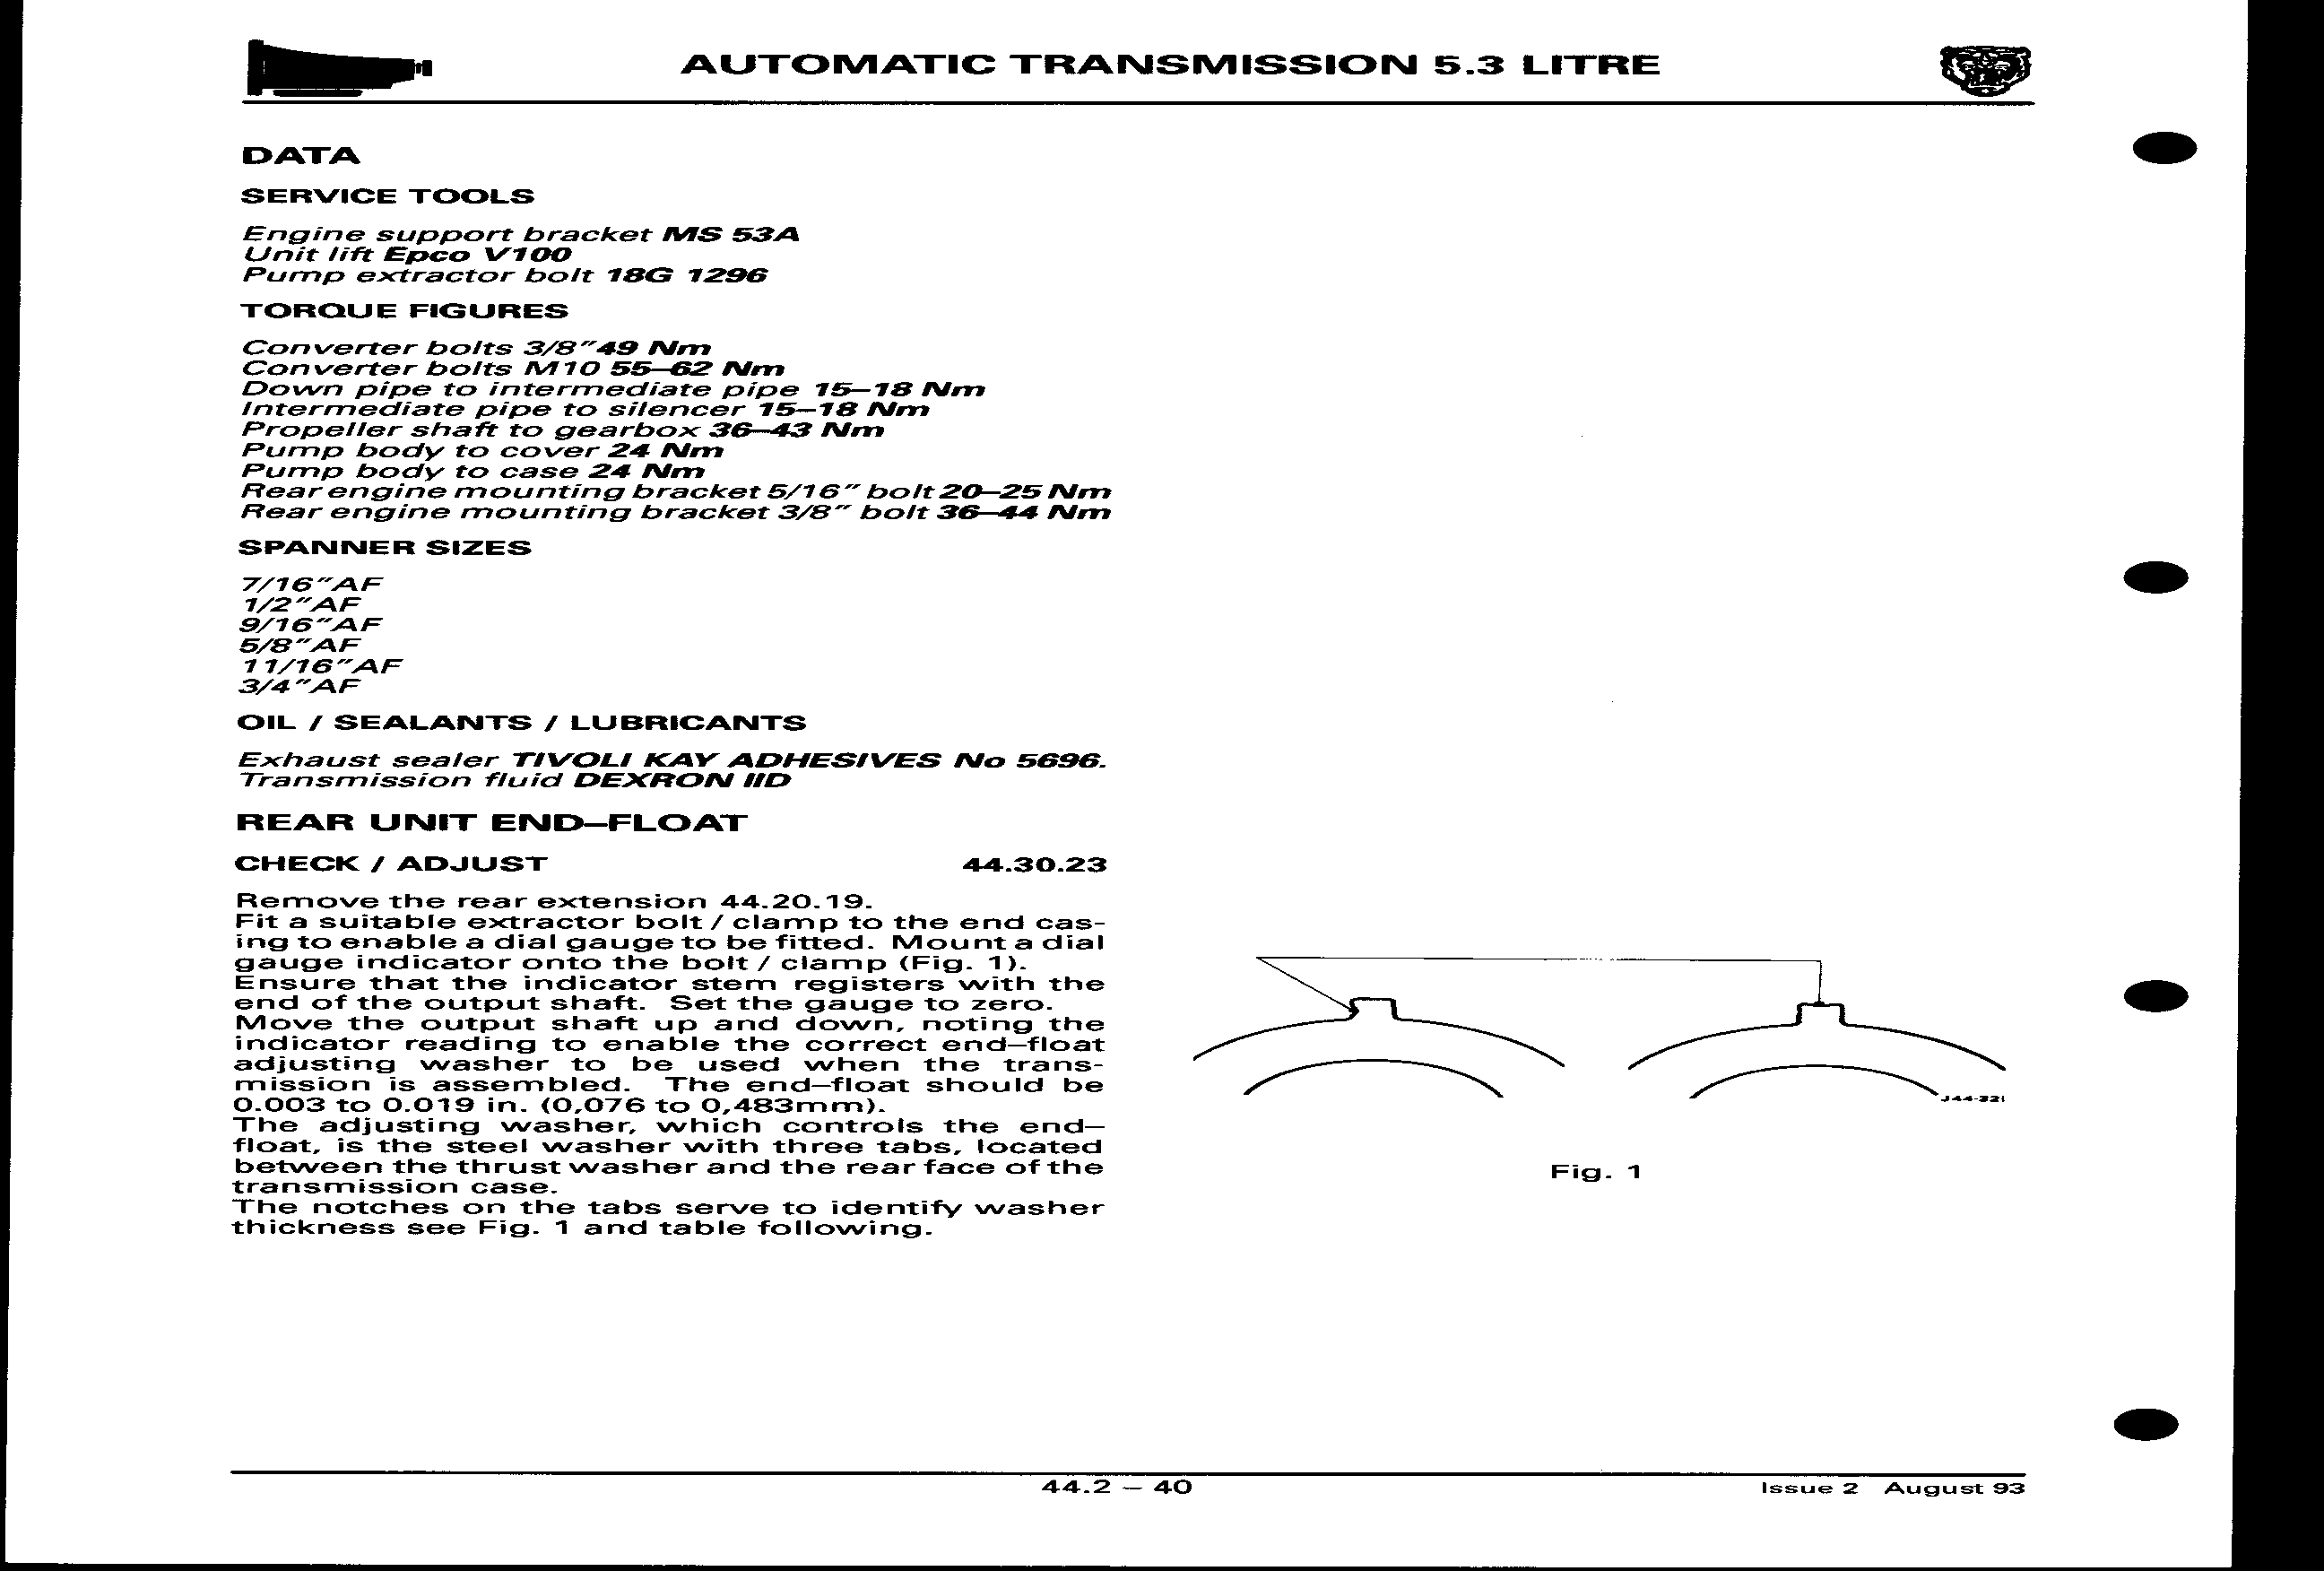 AUTOMATIC TRANSMISSION 5.3 LITRE
DATA
SERVICE TOOLS
Engine support bracket MS 53A
Unit lift Epco V100
Pump extractor bolt 18G 1296
TORQUE FIGURES
Converter bolts 3/8″49 Nm
Converter bolts M10 55–62 Nm
Down pipe to intermediate pipe 15–18 Nm
Intermediate pipe to silencer 15–18 Nm
Propeller shaft to gearbox 36–43 Nm
Pump body to cover 24 Nm
Pump body to case 24 Nm
Rear engine mounting bracket 5/16″ bolt 20–25 Nm
Rear engine mounting bracket 3/8″ bolt 36–44 Nm
SPANNER SIZES
7/16″AF
1/2″AF
9/16″AF
5/8″AF
11/16″AF
3/4″AF
OIL / SEALANTS / LUBRICANTS
Exhaust sealer TIVOLI KAY ADHESIVES No 5696.
Transmission fluid DEXRON IID
REAR UNIT END–FLOAT
CHECK / ADJUST 44.30.23
Remove the rear extension 44.20.19.
Fit a suitable extractor bolt / clamp to the end cas-
ing to enable a dial gauge to be fitted. Mount a dial
gauge indicator onto the bolt / clamp (Fig. 1).
Ensure that the indicator stem registers with the
end of the output shaft. Set the gauge to zero.
Move the output shaft up and down, noting the
indicator reading to enable the correct end–float
adjusting washer to be used when the trans-
mission is assembled. The end–float should be
0.003 to 0.019 in. (0,076 to 0,483mm).
The adjusting washer, which controls the end–
float, is the steel washer with three tabs, located
between the thrust washer and the rear face of the
transmission case.
The notches on the tabs serve to identify washer
thickness see Fig. 1 and table following.
J44-221
Fig. 1
44.2 – 40
Issue 2 August 93